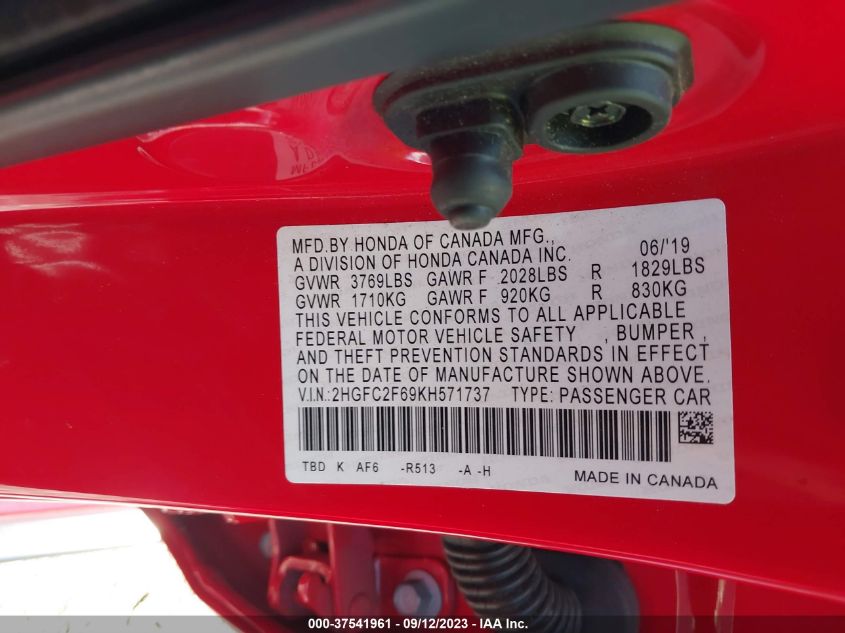 MFD.BY HONDA OF CANADA MFG., 06/'19
A DIVISION OF HONDA CANADA INC.
GVWR 3769LBS GAWR F 2028LBS R 1829LBS
GVWR 1710KG GAWR F 920KG R 830KG
THIS VEHICLE CONFORMS TO ALL APPLICABLE
FEDERAL MOTOR VEHICLE SAFETY , BUMPER ,
AND THEFT PREVENTION STANDARDS IN EFFECT
ON THE DATE OF MANUFACTURE SHOWN ABOVE.
V.I.N.:2HGFC2F69KH571737 TYPE: PASSENGER CAR
TBD K AF6 -R513 -A -H
MADE IN CANADA
000-37541961 - 09/12/2023 - IAA Inc.